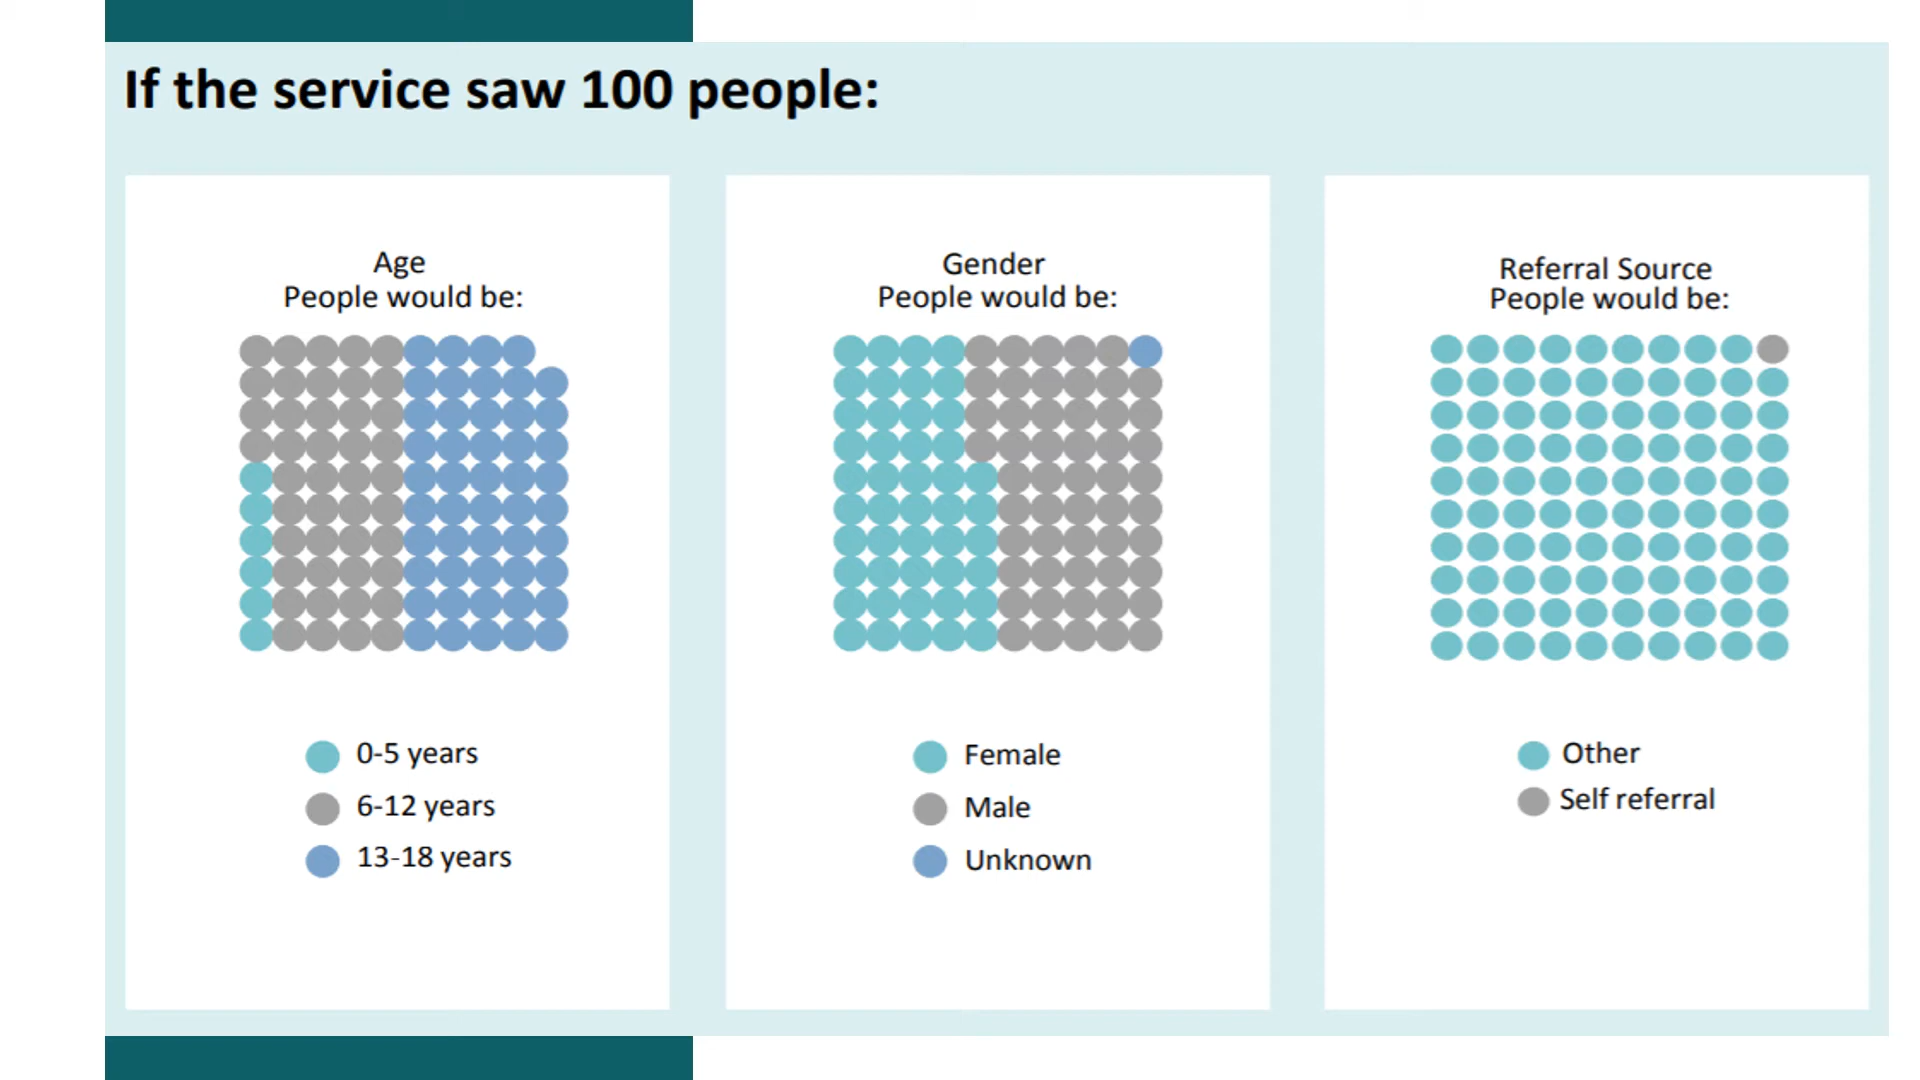 If the service saw 100 people:
Age
People would be:
0-5 years
6-12 years
13-18 years
Gender
People would be:
Female
Male
Unknown
Referral Source
People would be:
Other
Self referral